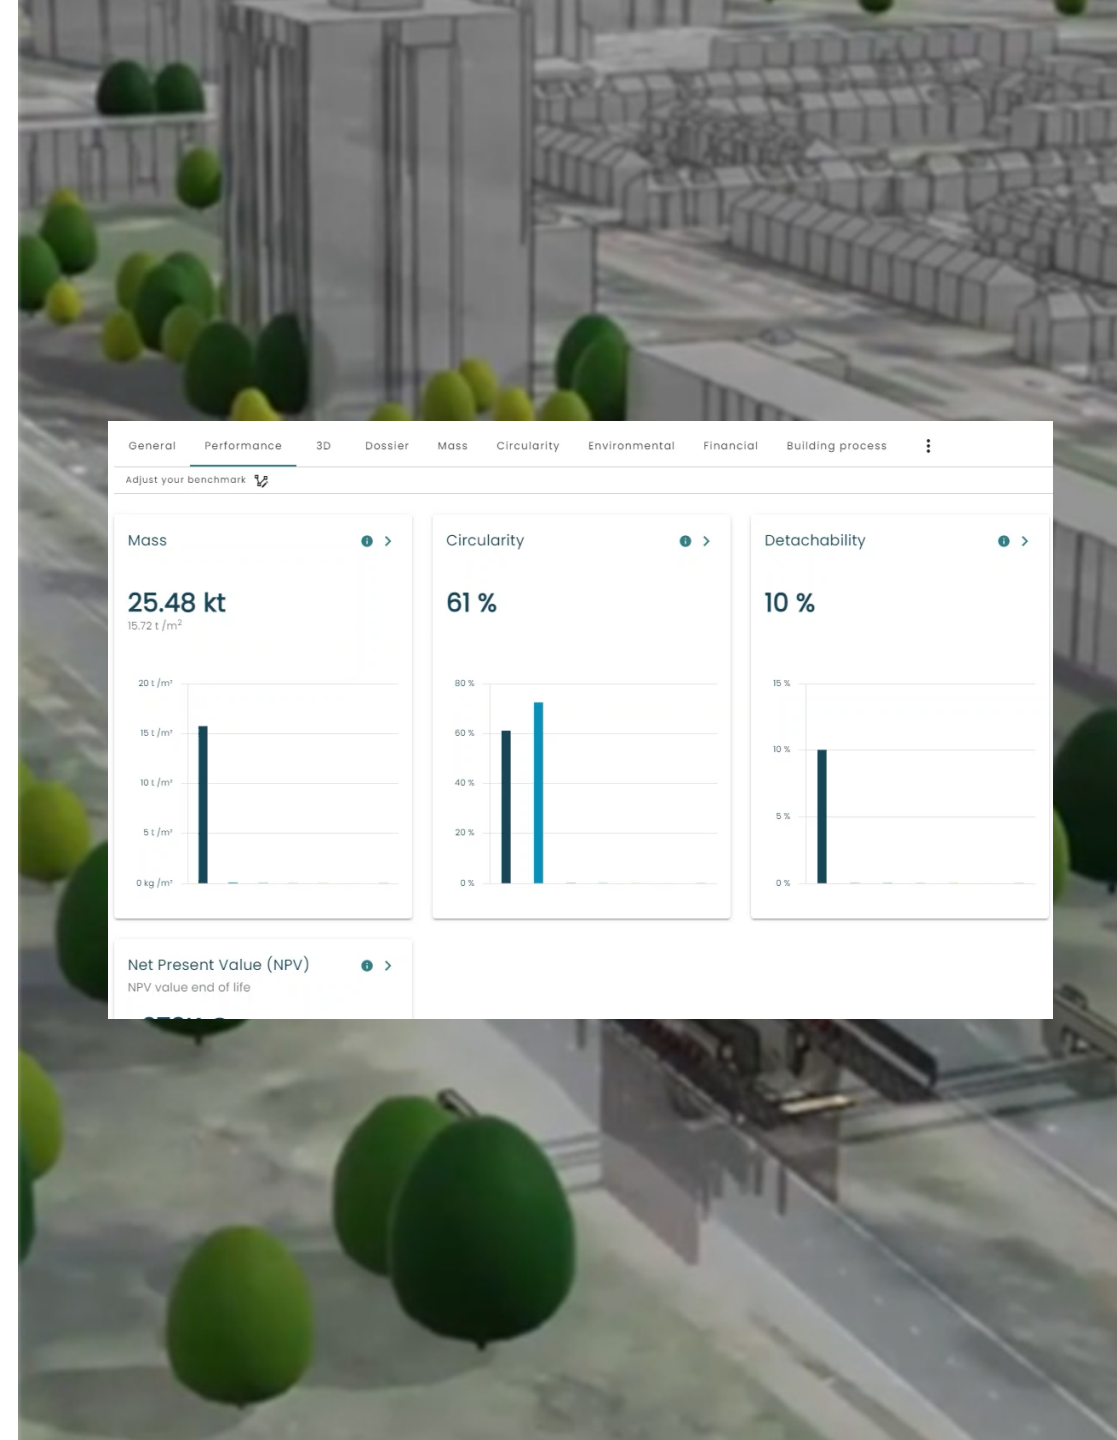 General Performance 3D Dossier Mass Circularity Environmental Financial Building process
Adjust your benchmark
Mass
25.48 kt
15.72 t /m²
20 t /m²
15 t /m²
10 t /m²
5 t /m²
0 kg /m²
Circularity
61 %
80 %
60 %
40 %
20 %
0 %
Detachability
10 %
15 %
10 %
5 %
0 %
Net Present Value (NPV)
NPV value end of life